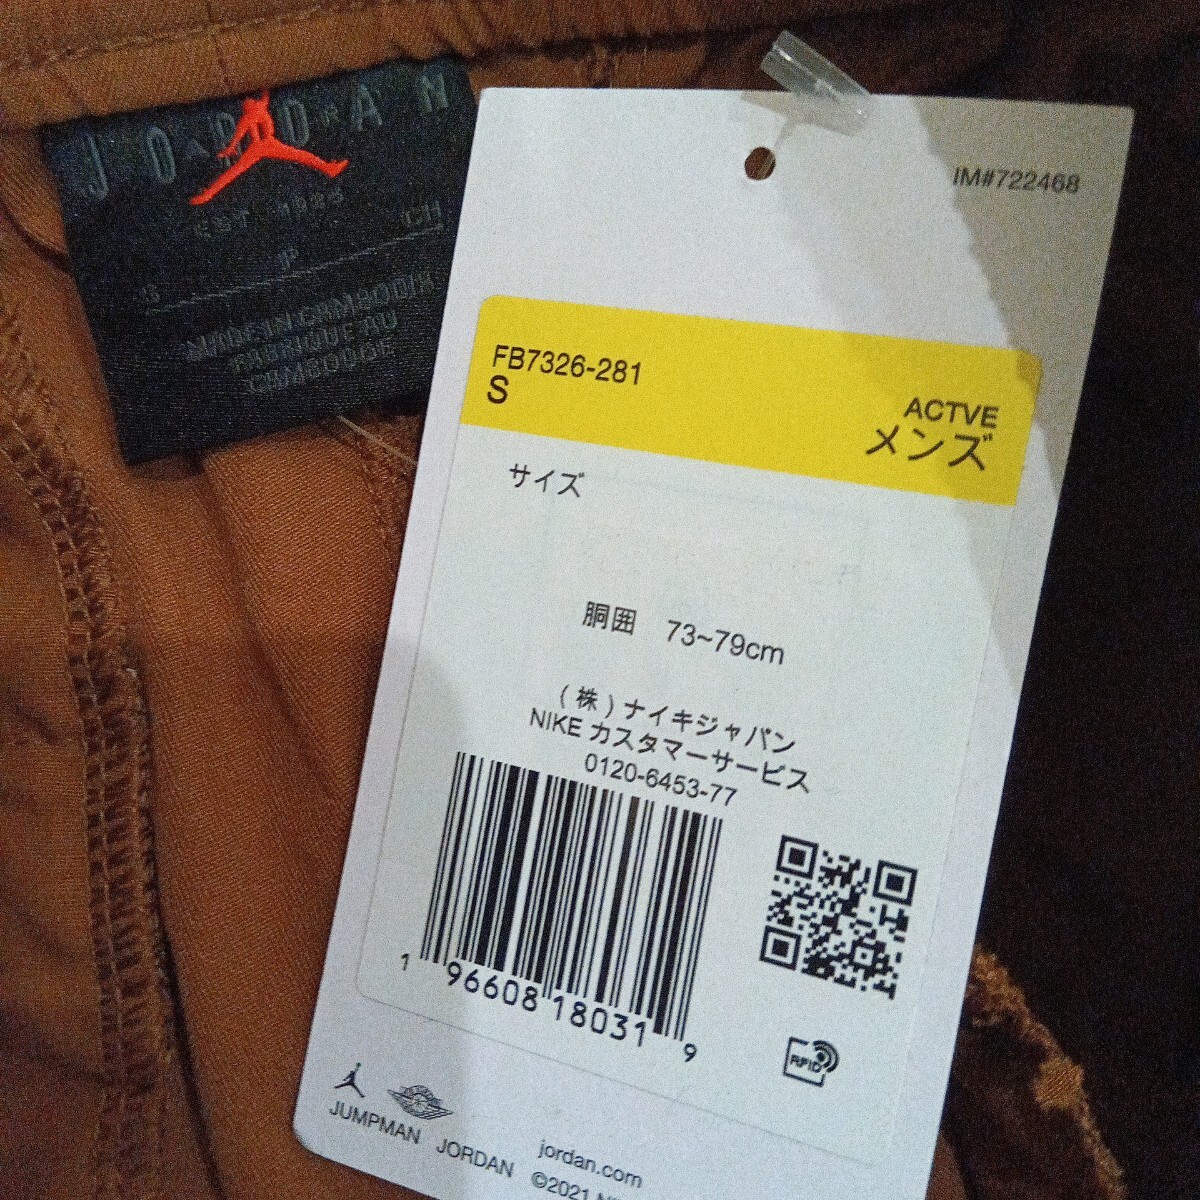 JORDAN
EST. 1985
S P CH
MADE IN CAMBODIA
FABRIQUÉ AU
CAMBODGE
IM#722468
FB7326-281
S
ACTVE
メンズ
サイズ
胴囲 73~79cm
(株)ナイキジャパン
NIKE カスタマーサービス
0120-6453-77
1 96608 18031 9
RFID
JUMPMAN JORDAN
jordan.com
©2021